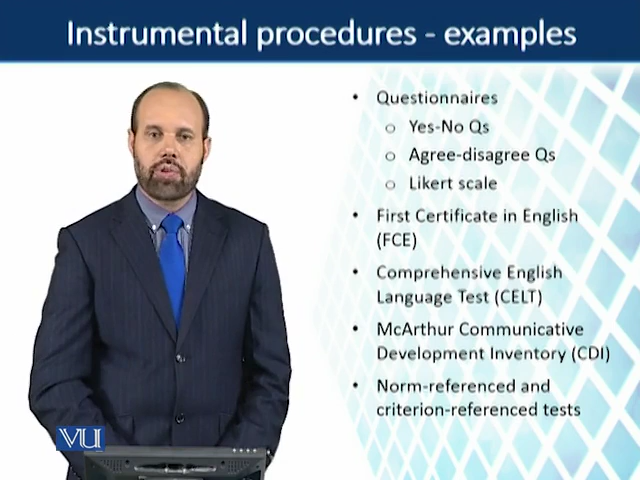 Instrumental procedures - examples
• Questionnaires
o Yes-No Qs
o Agree-disagree Qs
o Likert scale
• First Certificate in English
(FCE)
• Comprehensive English
Language Test (CELT)
• McArthur Communicative
Development Inventory (CDI)
• Norm-referenced and
criterion-referenced tests
VU